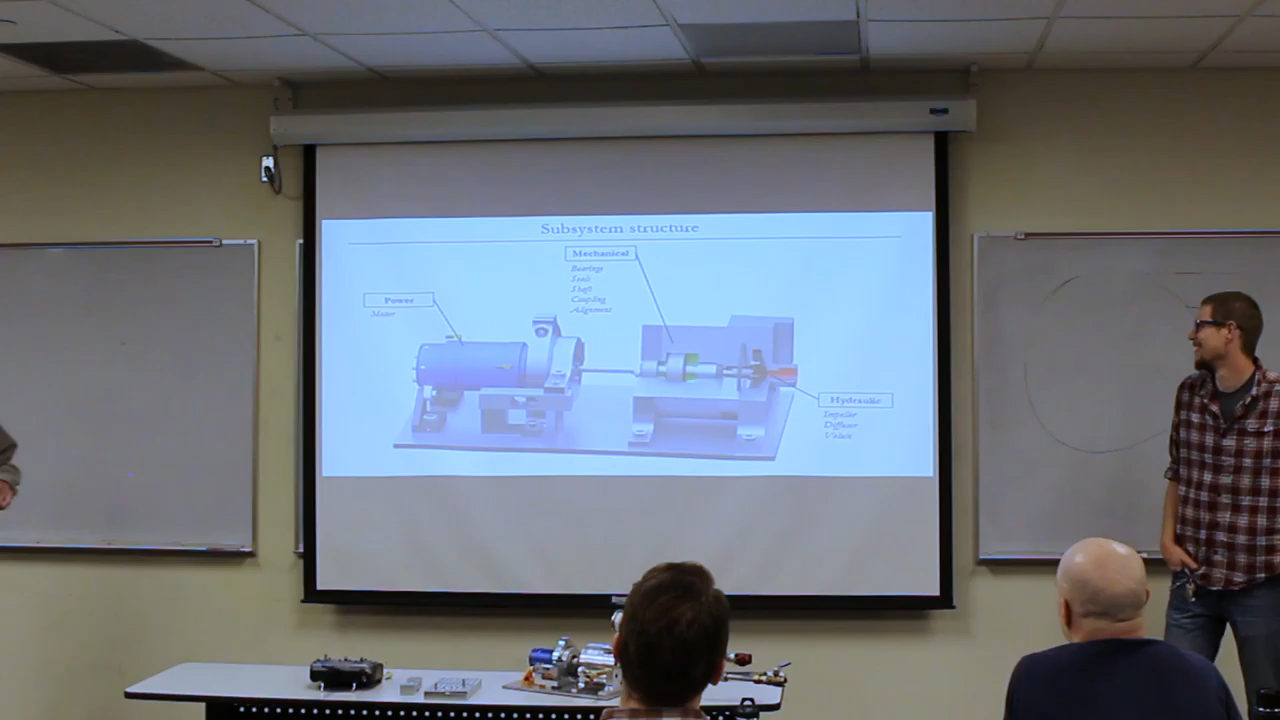 Subsystem structure
Mechanical
Bearings
Seals
Shaft
Coupling
Alignment
Power
Motor
Hydraulic
Impeller
Diffuser
Volute